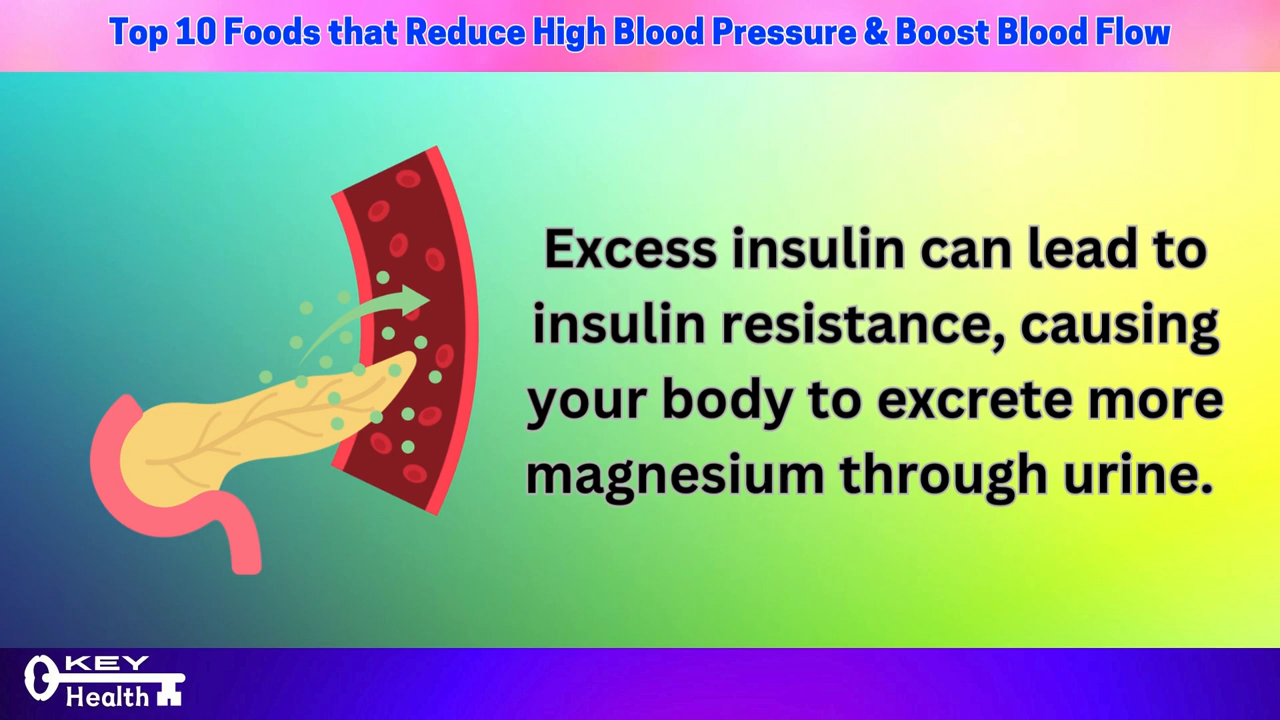 Top 10 Foods that Reduce High Blood Pressure & Boost Blood Flow
Excess insulin can lead to
insulin resistance, causing
your body to excrete more
magnesium through urine.
KEY
Health